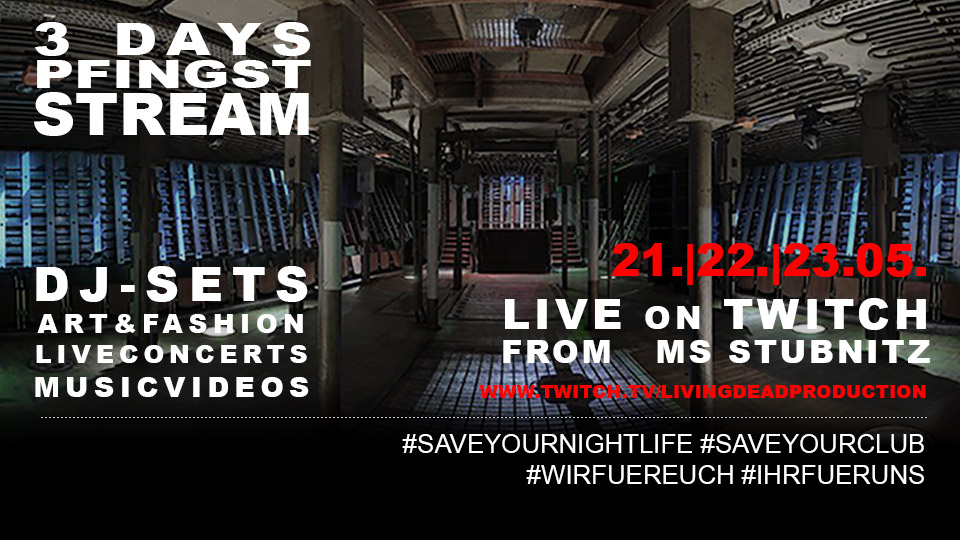 3 DAYS
PFINGST
STREAM
DJ-SETS
ART&FASHION
LIVECONCERTS
MUSICVIDEOS
21.|22.|23.05.
LIVE ON TWITCH
FROM MS STUBNITZ
WWW.TWITCH.TV/LIVINGDEADPRODUCTION
#SAVEYOURNIGHTLIFE #SAVEYOURCLUB
#WIRFUEREUCH #IHRFUERUNS